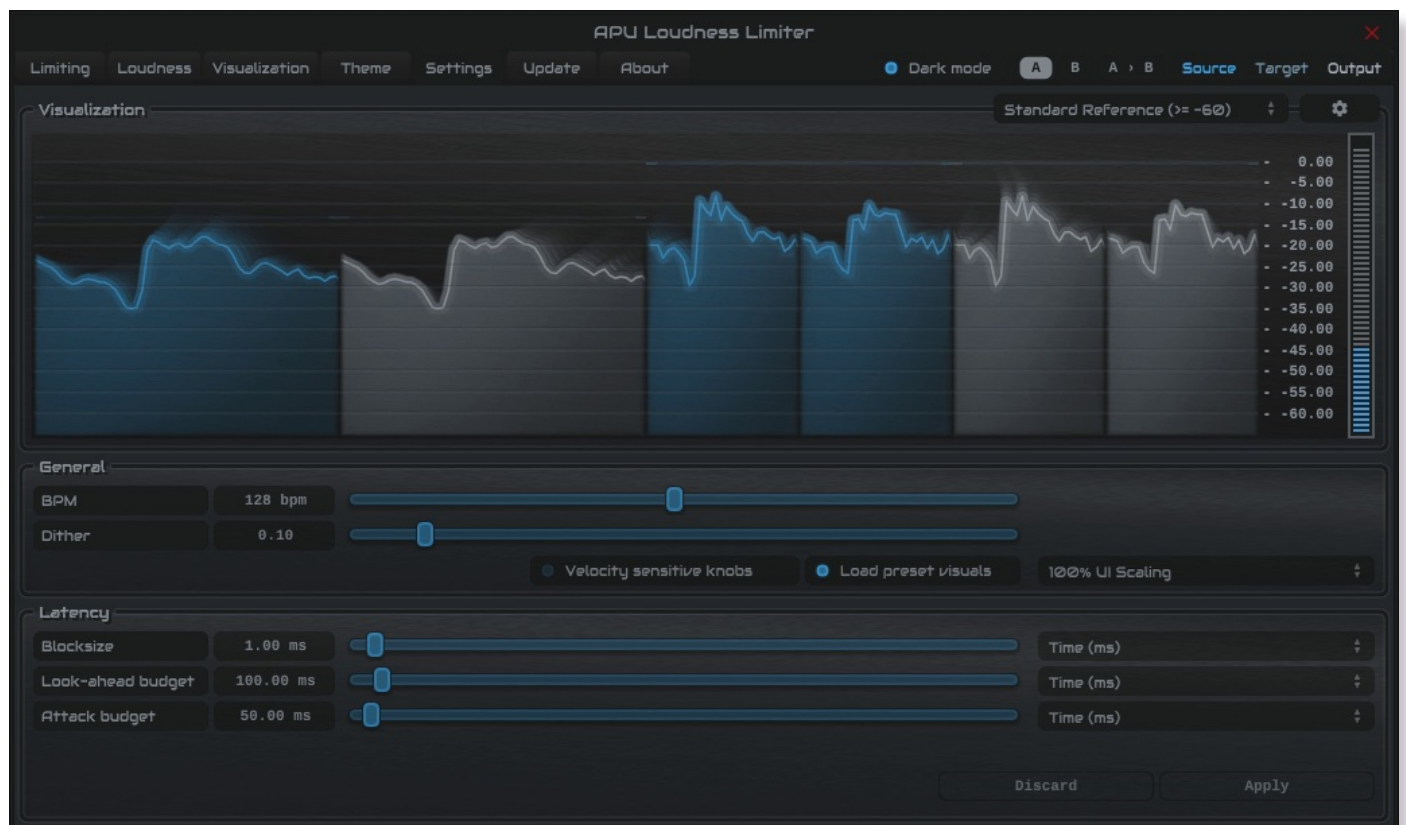 APU Loudness Limiter
Limiting Loudness Visualization Theme Settings Update About Dark mode A B A > B Source Target Output
Visualization Standard Reference (>= -60)
- 0.00
- -5.00
- -10.00
- -15.00
- -20.00
- -25.00
- -30.00
- -35.00
- -40.00
- -45.00
- -50.00
- -55.00
- -60.00
General
BPM 128 bpm
Dither 0.10
Velocity sensitive knobs Load preset visuals 100% UI Scaling
Latency
Blocksize 1.00 ms Time (ms)
Look-ahead budget 100.00 ms Time (ms)
Attack budget 50.00 ms Time (ms)
Discard Apply